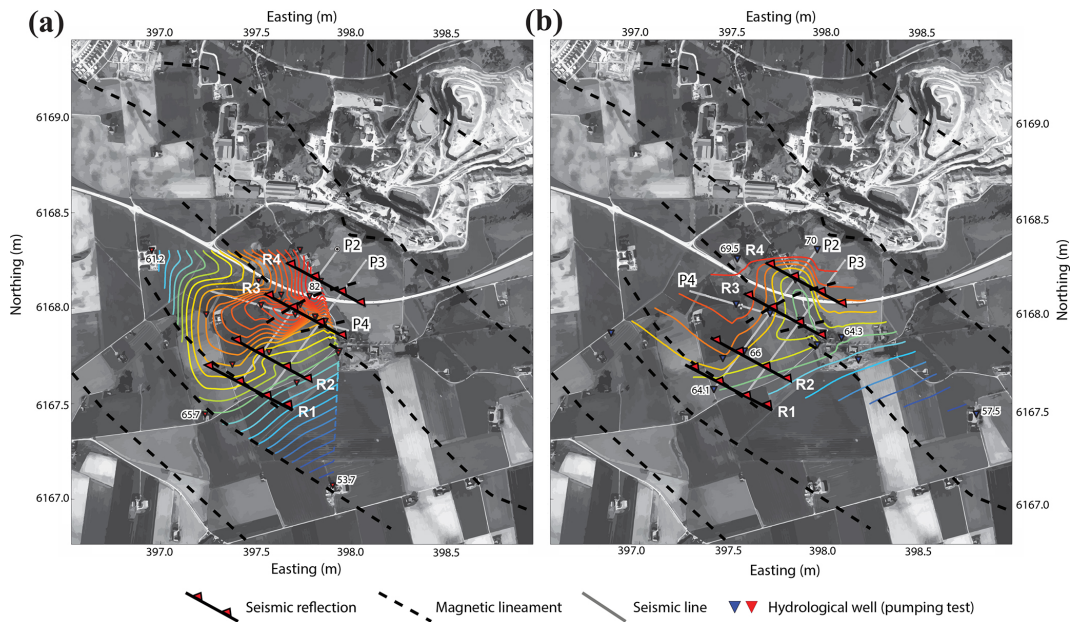 (a)
Easting (m)
397.0
397.5
398.0
398.5
6169.0
6168.5
6168.0
6167.5
6167.0
Northing (m)
61.2
R4
P2
P3
82
R3
P4
R2
R1
65.7
53.7
397.0
397.5
398.0
398.5
Easting (m)
(b)
Easting (m)
397.0
397.5
398.0
398.5
69.5
70
P2
R4
P3
P4
R3
64.3
66
R2
64.1
R1
57.5
6169.0
6168.5
6168.0
6167.5
6167.0
Northing (m)
397.0
397.5
398.0
398.5
Easting (m)
Seismic reflection
Magnetic lineament
Seismic line
Hydrological well (pumping test)